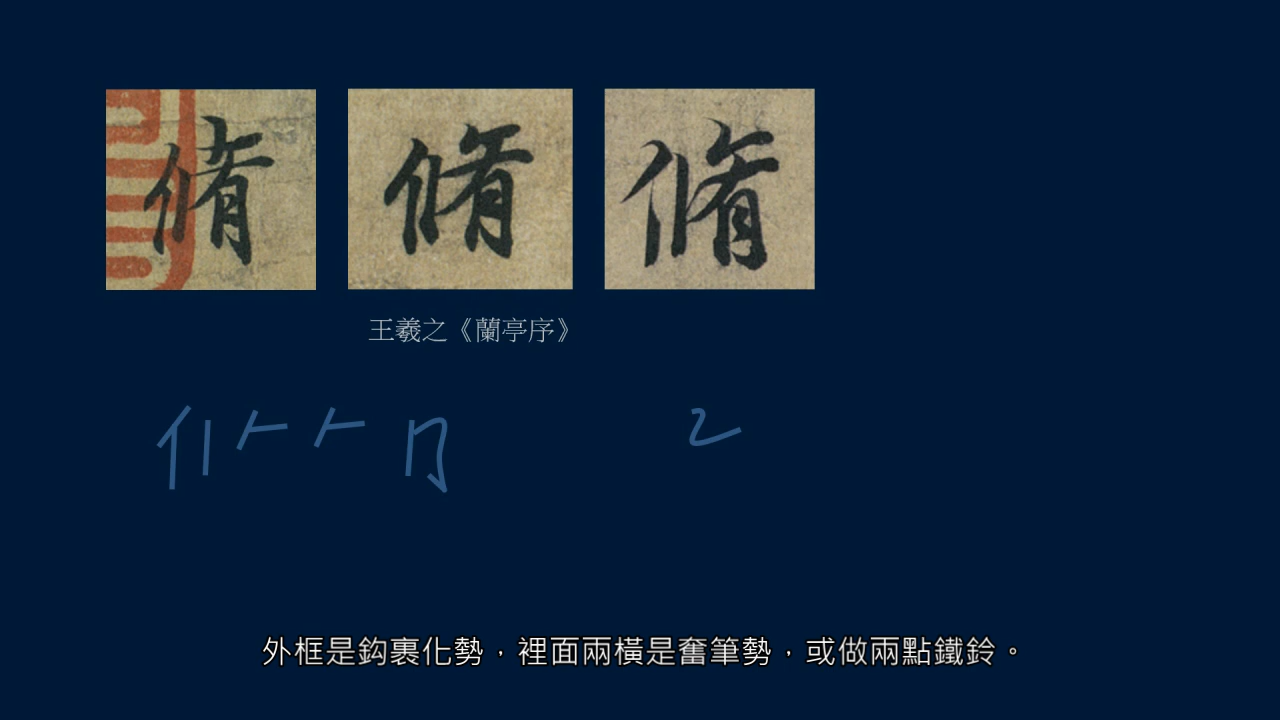 脩 脩 脩
王羲之《蘭亭序》
外框是鈎裹化勢，裡面兩橫是奮筆勢，或做兩點鐵鈴。